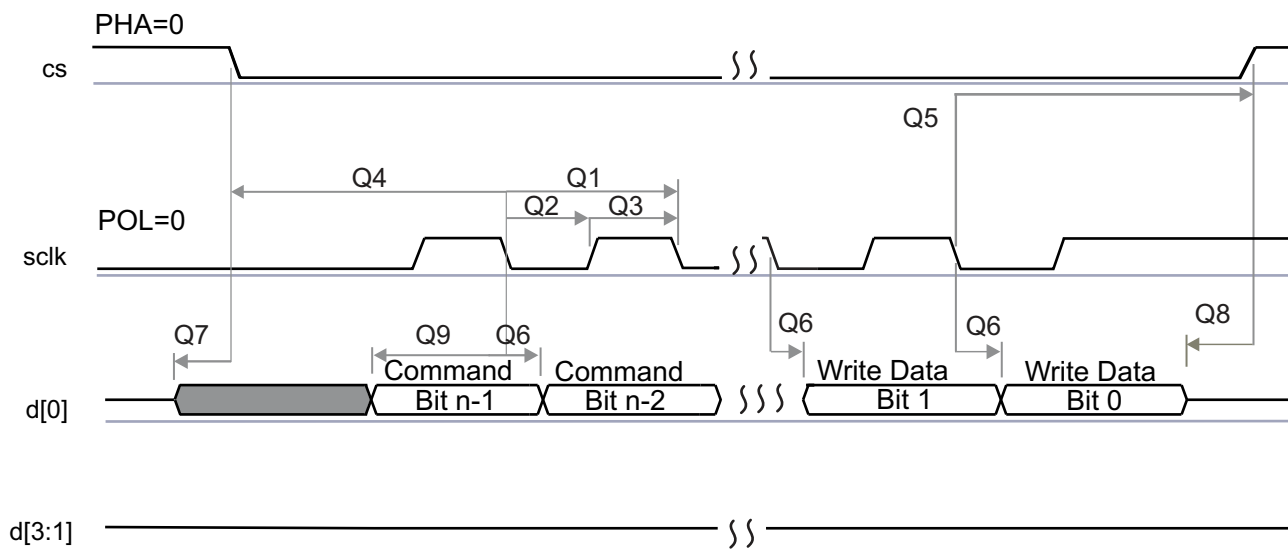 PHA=0
cs
Q5
Q4
Q1
Q2
Q3
POL=0
sclk
Q7
Q9
Q6
Q6
Q6
Q8
Command
Command
Write Data
Write Data
d[0]
Bit n-1
Bit n-2
Bit 1
Bit 0
d[3:1]